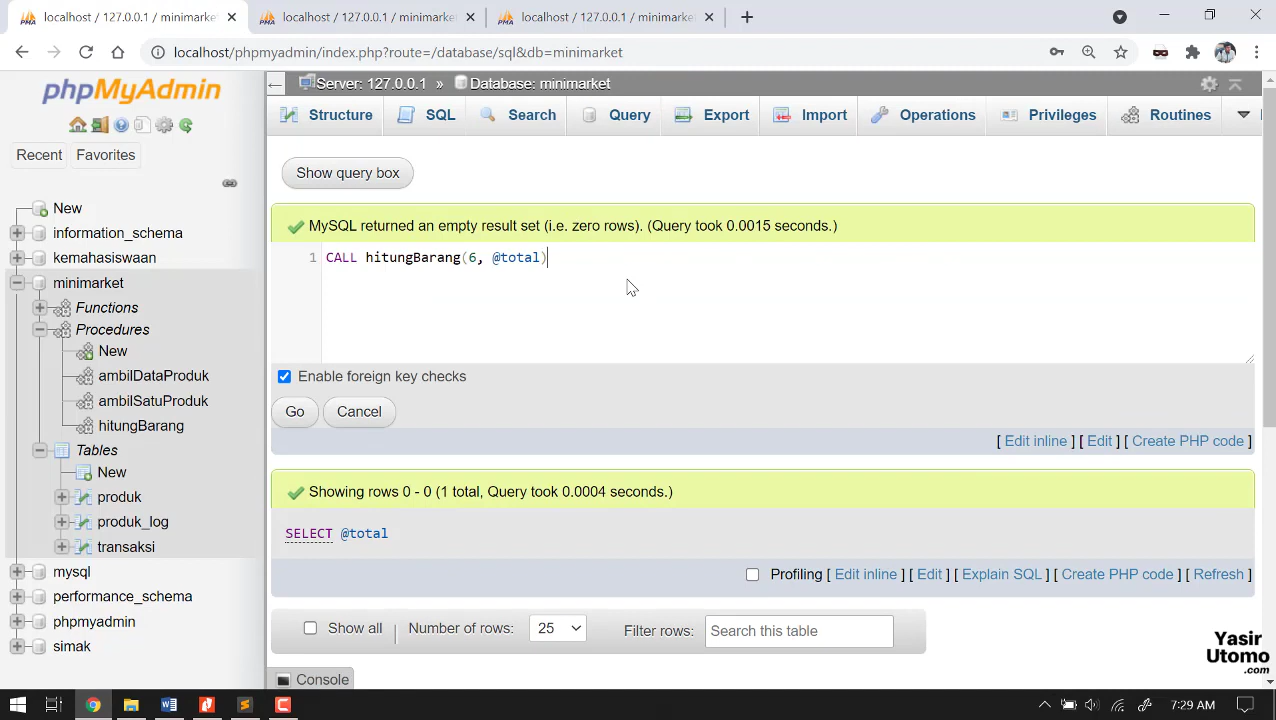 localhost / 127.0.0.1 / minimarke
localhost / 127.0.0.1 / minimarke
localhost / 127.0.0.1 / minimarke
localhost/phpmyadmin/index.php?route=/database/sql&db=minimarket
phpMyAdmin
Recent Favorites
New
information_schema
kemahasiswaan
minimarket
Functions
Procedures
New
ambilDataProduk
ambilSatuProduk
hitungBarang
Tables
New
produk
produk_log
transaksi
mysql
performance_schema
phpmyadmin
simak
Server: 127.0.0.1 » Database: minimarket
Structure SQL Search Query Export Import Operations Privileges Routines
Show query box
MySQL returned an empty result set (i.e. zero rows). (Query took 0.0015 seconds.)
1 CALL hitungBarang(6, @total)
Enable foreign key checks
Go Cancel
[ Edit inline ] [ Edit ] [ Create PHP code ]
Showing rows 0 - 0 (1 total, Query took 0.0004 seconds.)
SELECT @total
Profiling [ Edit inline ] [ Edit ] [ Explain SQL ] [ Create PHP code ] [ Refresh ]
Show all Number of rows: 25 Filter rows: Search this table
Console
Yasir
Utomo
.com
7:29 AM